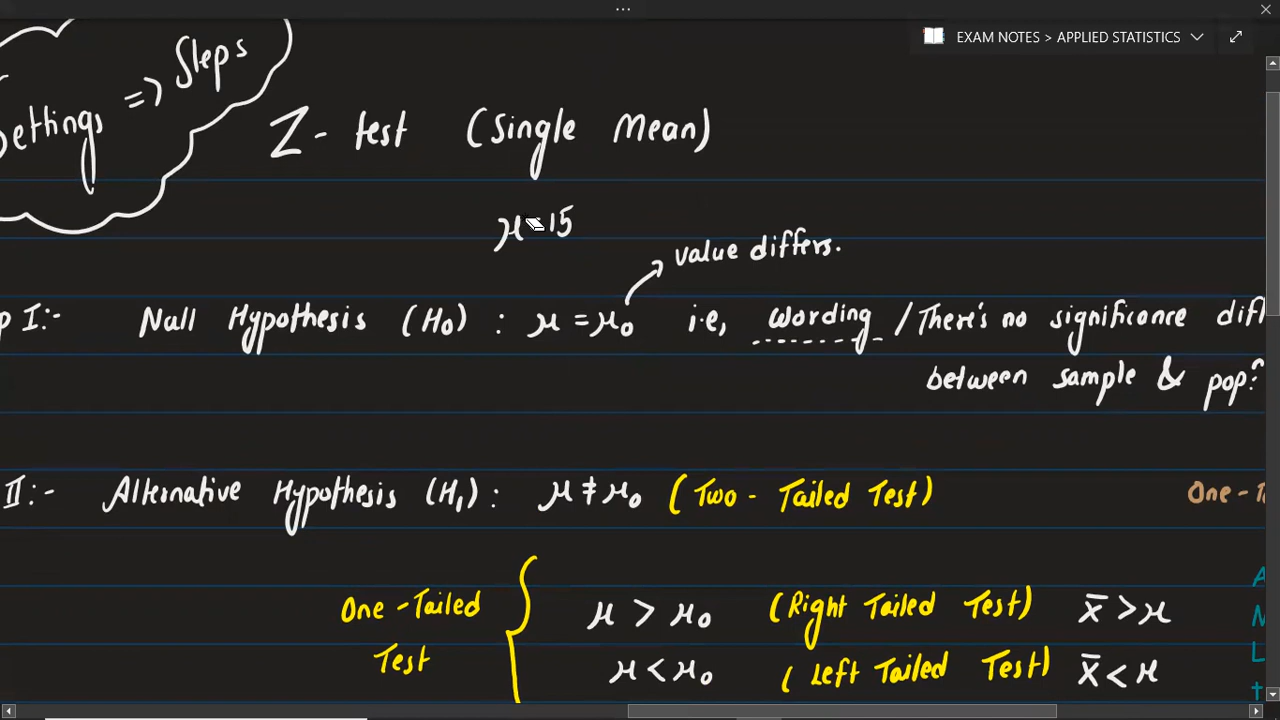 EXAM NOTES > APPLIED STATISTICS
Settings => Steps
Z - test (Single Mean)
μ = 15
value differs.
p I:- Null Hypothesis (H₀) : μ = μ₀ i.e, Wording / There's no significance diff
between sample & pop?
II:- Alternative Hypothesis (H₁) : μ ≠ μ₀ (Two - Tailed Test)
One - T
One - Tailed
Test
μ > μ₀ (Right Tailed Test) x̄ > μ
μ < μ₀ (Left Tailed Test) x̄ < μ
A
M
L
t